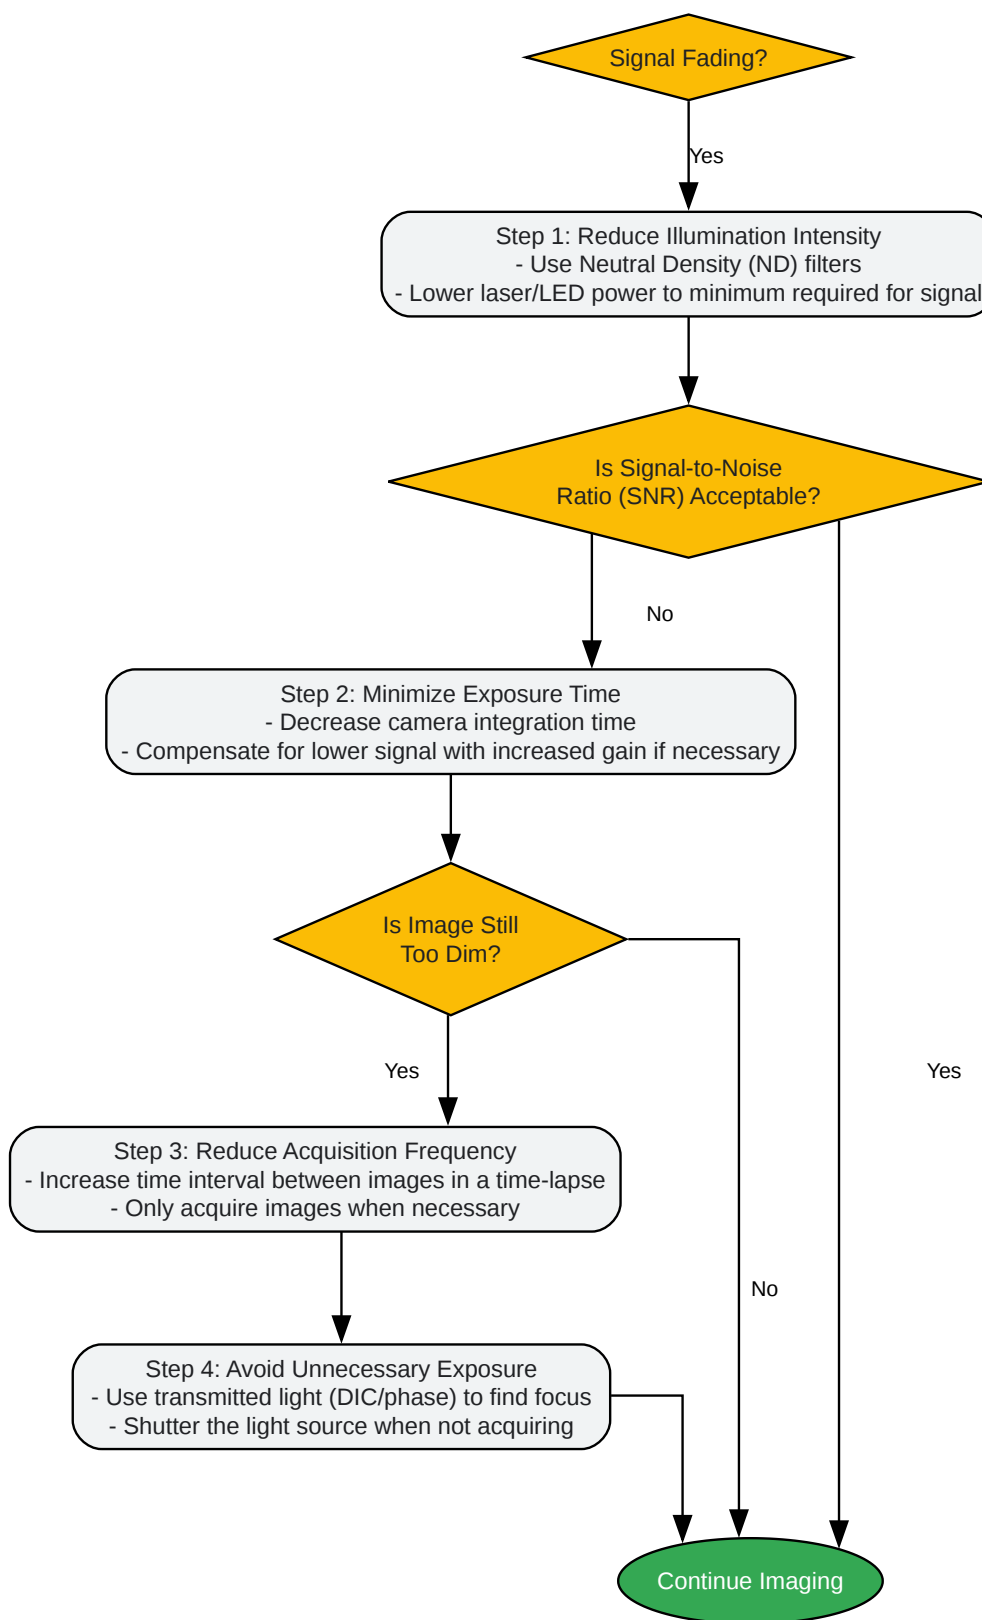 Signal Fading?
Yes
Step 1: Reduce Illumination Intensity
- Use Neutral Density (ND) filters
- Lower laser/LED power to minimum required for signal
Is Signal-to-Noise
Ratio (SNR) Acceptable?
No
Step 2: Minimize Exposure Time
- Decrease camera integration time
- Compensate for lower signal with increased gain if necessary
Is Image Still
Too Dim?
Yes
Yes
Step 3: Reduce Acquisition Frequency
- Increase time interval between images in a time-lapse
- Only acquire images when necessary
No
Step 4: Avoid Unnecessary Exposure
- Use transmitted light (DIC/phase) to find focus
- Shutter the light source when not acquiring
Continue Imaging